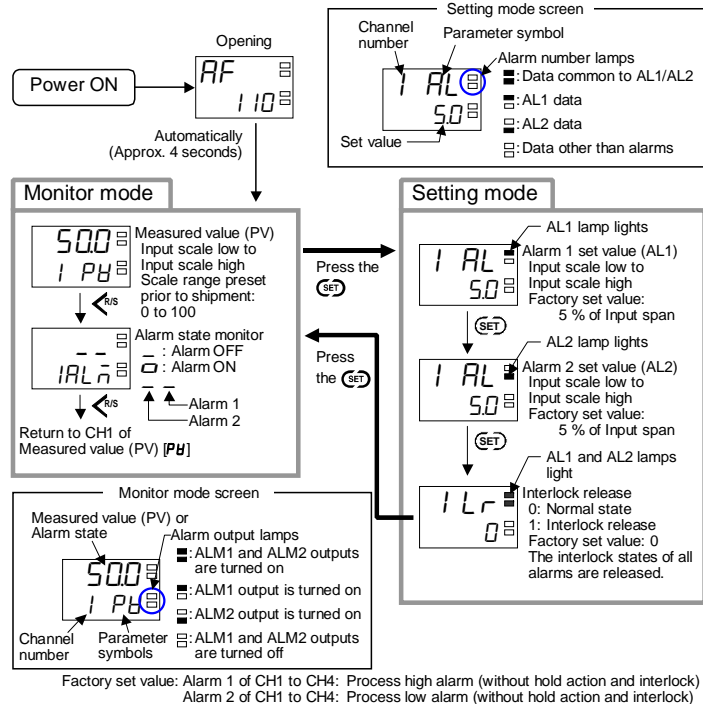 Setting mode screen
Channel number
Parameter symbol
Alarm number lamps
: Data common to AL1/AL2
: AL1 data
: AL2 data
: Data other than alarms
1 AL
5.0
Set value
Power ON
Opening
AF
110
Automatically
(Approx. 4 seconds)
Monitor mode
50.0
1 PV
Measured value (PV)
Input scale low to
Input scale high
Scale range preset
prior to shipment:
0 to 100
R/S
1ALM
Alarm state monitor
: Alarm OFF
: Alarm ON
Alarm 1
Alarm 2
R/S
Return to CH1 of
Measured value (PV) [PV]
Press the
SET
Press
the SET
Setting mode
AL1 lamp lights
1 AL
5.0
Alarm 1 set value (AL1)
Input scale low to
Input scale high
Factory set value:
5 % of Input span
SET
AL2 lamp lights
1 AL
5.0
Alarm 2 set value (AL2)
Input scale low to
Input scale high
Factory set value:
5 % of Input span
SET
AL1 and AL2 lamps
light
1 Lr
0
Interlock release
0: Normal state
1: Interlock release
Factory set value: 0
The interlock states of all
alarms are released.
Monitor mode screen
Measured value (PV) or
Alarm state
Alarm output lamps
: ALM1 and ALM2 outputs
are turned on
: ALM1 output is turned on
: ALM2 output is turned on
: ALM1 and ALM2 outputs
are turned off
50.0
1 PV
Channel
number
Parameter
symbols
Factory set value: Alarm 1 of CH1 to CH4: Process high alarm (without hold action and interlock)
Alarm 2 of CH1 to CH4: Process low alarm (without hold action and interlock)